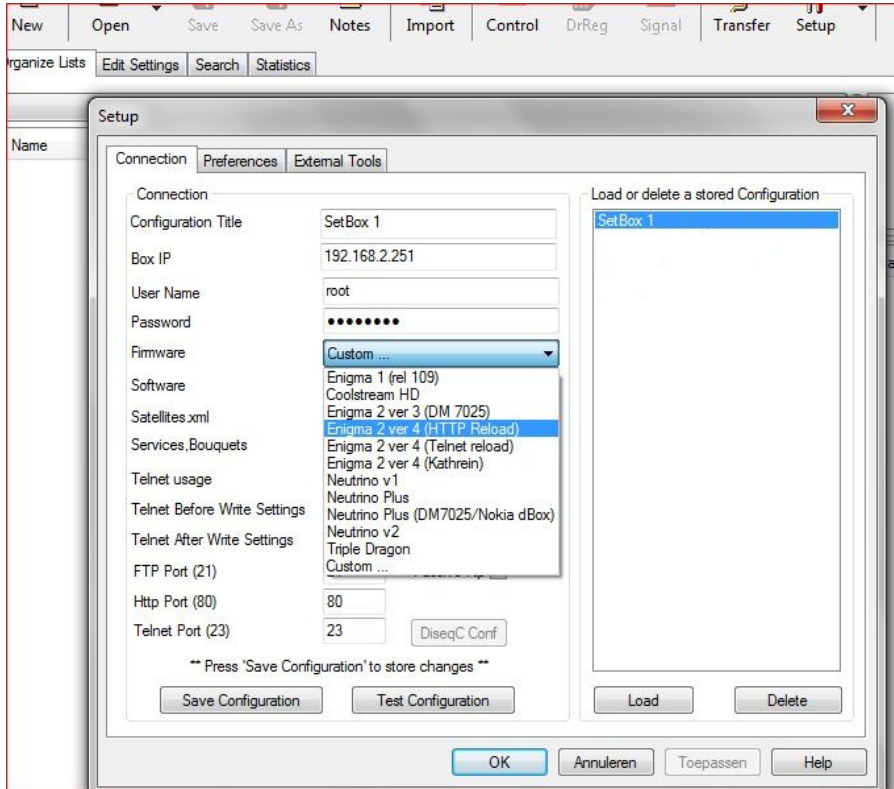 New Open Save Save As Notes Import Control DrReg Signal Transfer Setup
Organize Lists Edit Settings Search Statistics
Name
Setup
Connection Preferences External Tools
Connection
Configuration Title SetBox 1
Box IP 192.168.2.251
User Name root
Password ••••••••
Firmware Custom ...
Enigma 1 (rel 109)
Coolstream HD
Software
Enigma 2 ver 3 (DM 7025)
Satellites.xml
Enigma 2 ver 4 (HTTP Reload)
Services,Bouquets
Enigma 2 ver 4 (Telnet reload)
Enigma 2 ver 4 (Kathrein)
Telnet usage
Neutrino v1
Neutrino Plus
Telnet Before Write Settings
Neutrino Plus (DM7025/Nokia dBox)
Neutrino v2
Telnet After Write Settings
Triple Dragon
Custom ...
FTP Port (21)
Http Port (80) 80
Telnet Port (23) 23 DiseqC Conf
** Press 'Save Configuration' to store changes **
Save Configuration Test Configuration
Load or delete a stored Configuration
SetBox 1
Load Delete
OK Annuleren Toepassen Help